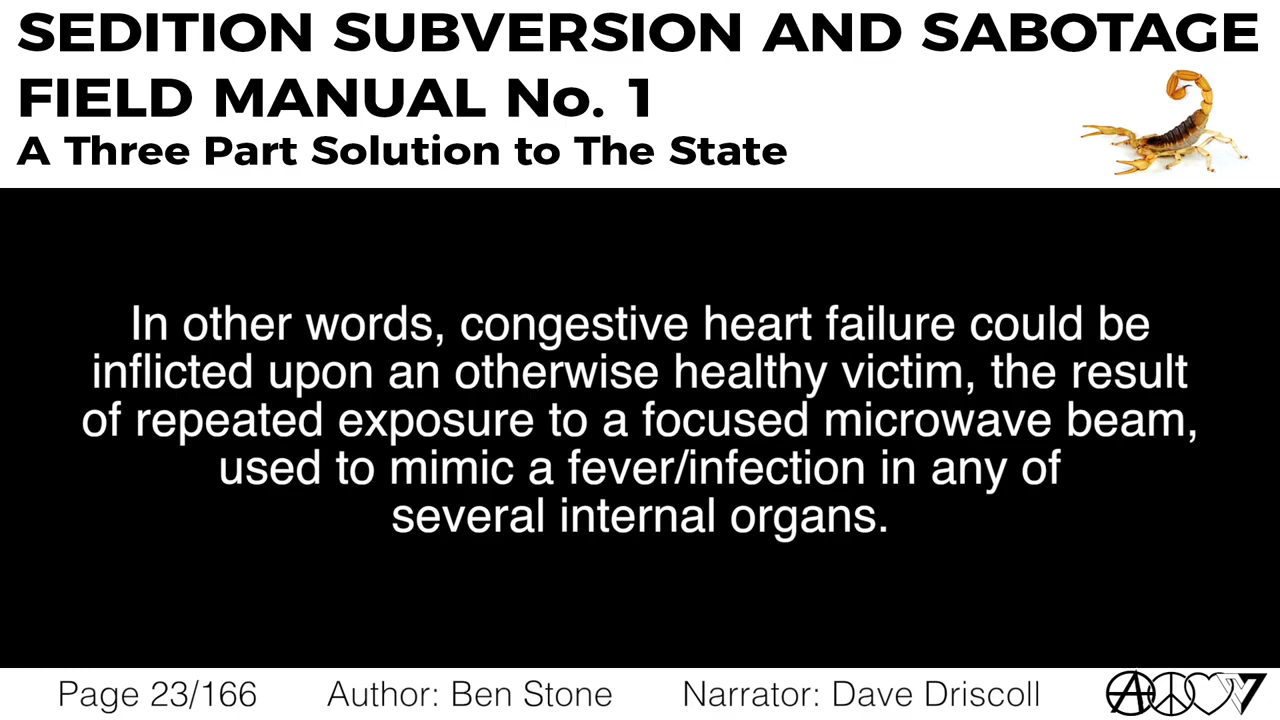 SEDITION SUBVERSION AND SABOTAGE
FIELD MANUAL No. 1
A Three Part Solution to The State
In other words, congestive heart failure could be
inflicted upon an otherwise healthy victim, the result
of repeated exposure to a focused microwave beam,
used to mimic a fever/infection in any of
several internal organs.
Page 23/166 Author: Ben Stone Narrator: Dave Driscoll